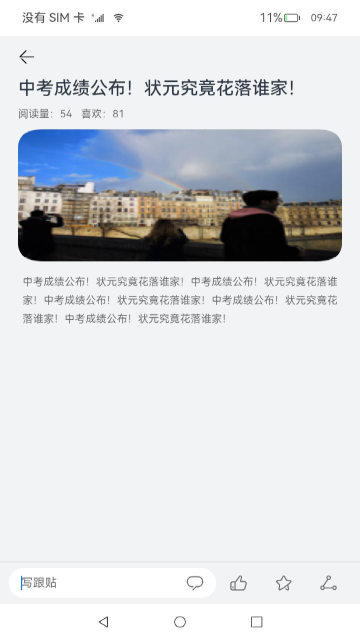 没有 SIM 卡 11% 09:47
中考成绩公布！状元究竟花落谁家！
阅读量：54 喜欢：81
中考成绩公布！状元究竟花落谁家！中考成绩公布！状元究竟花落谁
家！中考成绩公布！状元究竟花落谁家！中考成绩公布！状元究竟花
落谁家！中考成绩公布！状元究竟花落谁家！
写跟贴